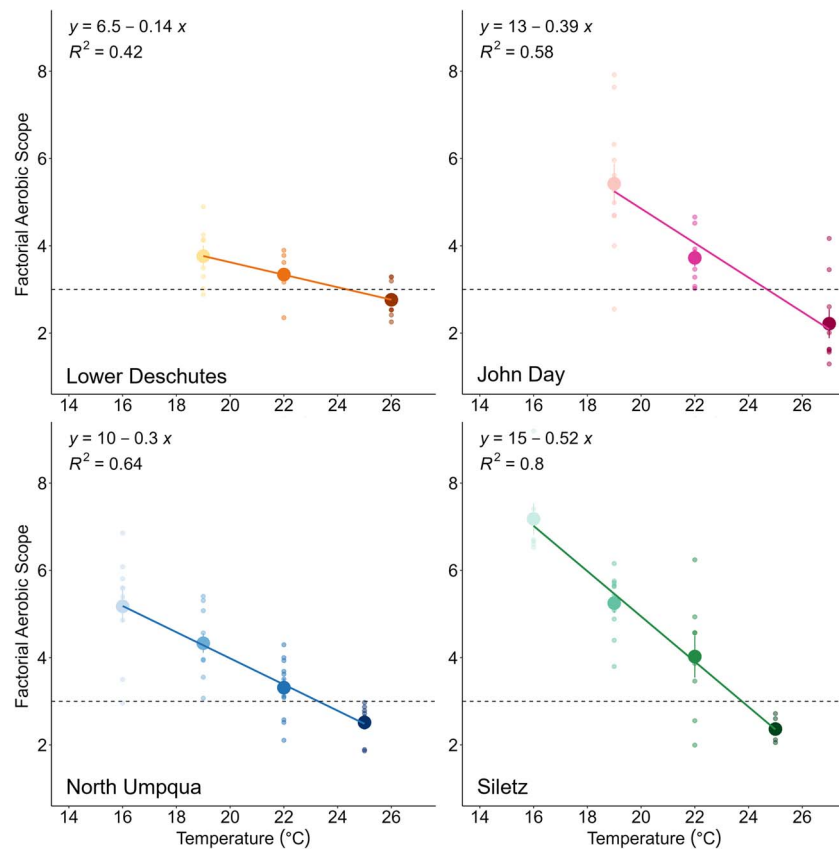 y = 6.5 – 0.14 x
R² = 0.42
8
6
4
2
Factorial Aerobic Scope
Lower Deschutes
14 16 18 20 22 24 26
y = 13 – 0.39 x
R² = 0.58
8
6
4
2
John Day
14 16 18 20 22 24 26
y = 10 – 0.3 x
R² = 0.64
8
6
4
2
Factorial Aerobic Scope
North Umpqua
14 16 18 20 22 24 26
Temperature (°C)
y = 15 – 0.52 x
R² = 0.8
8
6
4
2
Siletz
14 16 18 20 22 24 26
Temperature (°C)